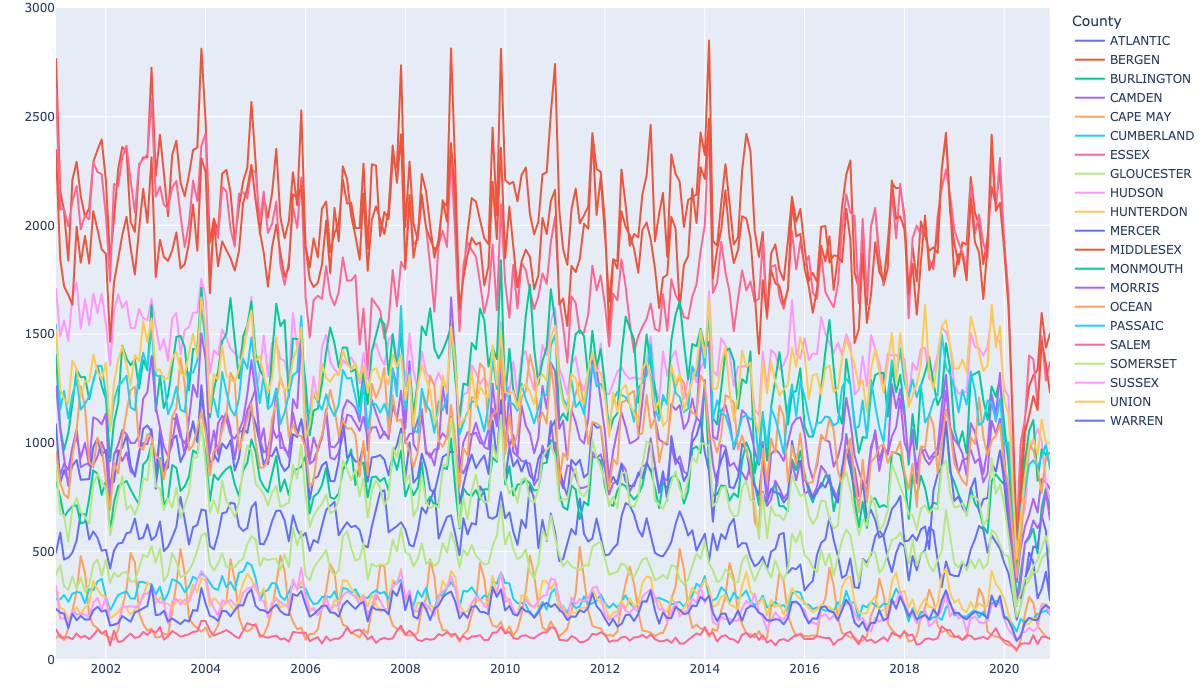 3000
2500
2000
1500
1000
500
0
2002
2004
2006
2008
2010
2012
2014
2016
2018
2020
County
ATLANTIC
BERGEN
BURLINGTON
CAMDEN
CAPE MAY
CUMBERLAND
ESSEX
GLOUCESTER
HUDSON
HUNTERDON
MERCER
MIDDLESEX
MONMOUTH
MORRIS
OCEAN
PASSAIC
SALEM
SOMERSET
SUSSEX
UNION
WARREN